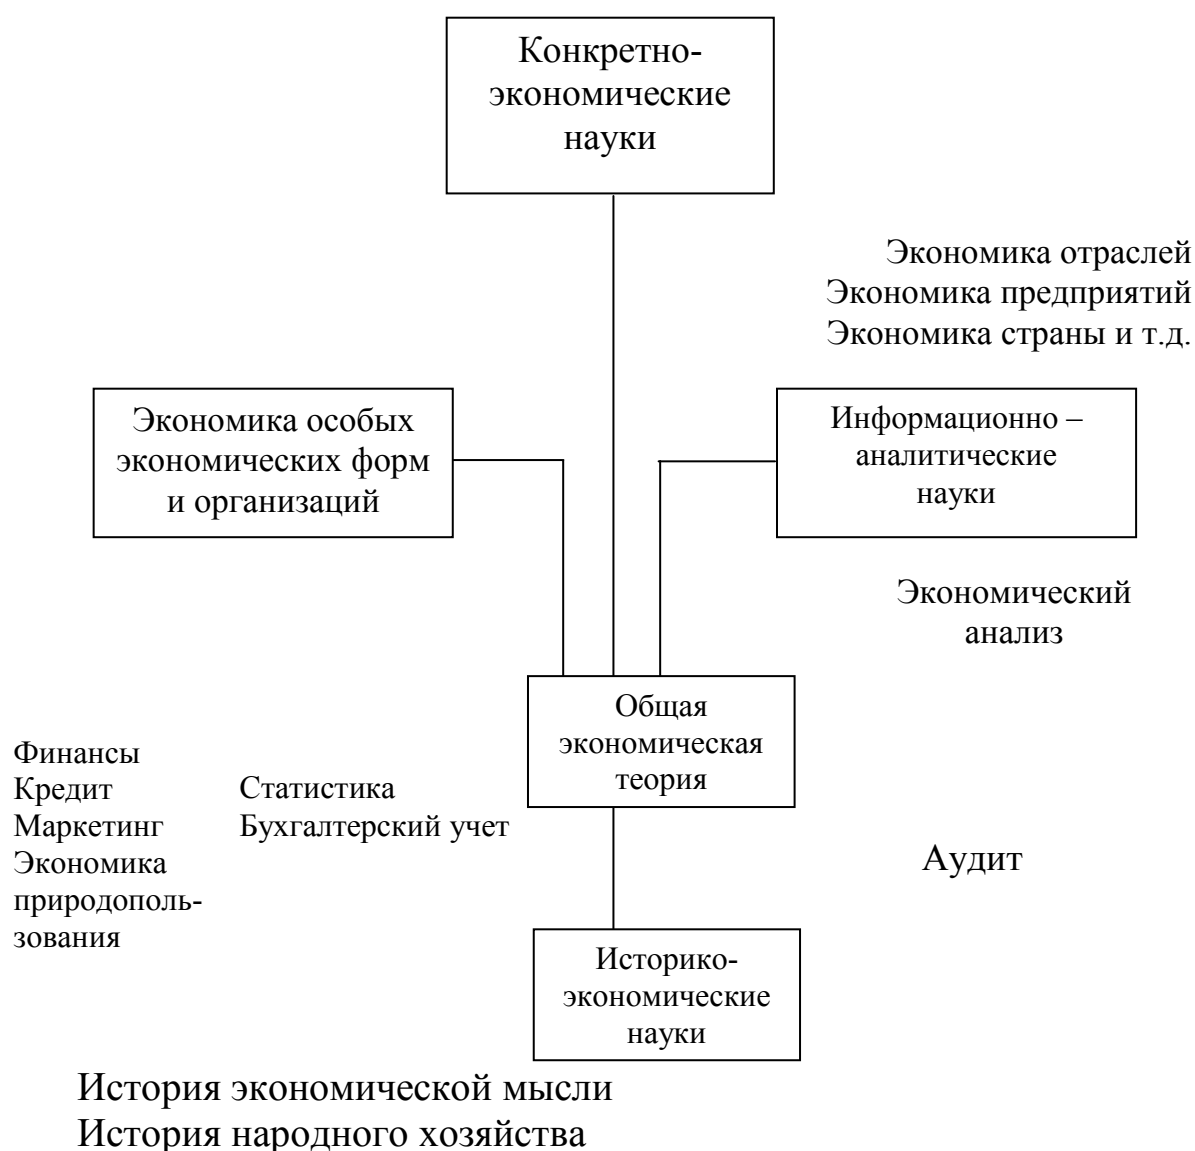 Конкретно-
экономические
науки
Экономика отраслей
Экономика предприятий
Экономика страны и т.д.
Экономика особых
экономических форм
и организаций
Информационно –
аналитические
науки
Экономический
анализ
Общая
экономическая
теория
Финансы
Кредит
Маркетинг
Экономика
природополь-
зования
Статистика
Бухгалтерский учет
Аудит
Историко-
экономические
науки
История экономической мысли
История народного хозяйства